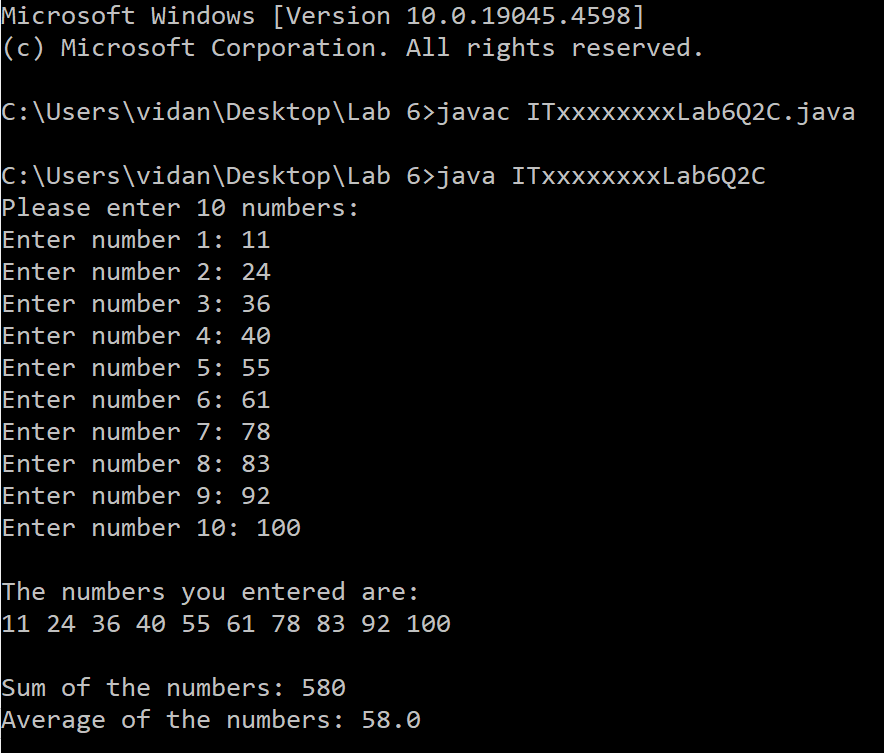 Microsoft Windows [Version 10.0.19045.4598]
(c) Microsoft Corporation. All rights reserved.
C:\Users\vidan\Desktop\Lab 6>javac ITxxxxxxxxLab6Q2C.java
C:\Users\vidan\Desktop\Lab 6>java ITxxxxxxxxLab6Q2C
Please enter 10 numbers:
Enter number 1: 11
Enter number 2: 24
Enter number 3: 36
Enter number 4: 40
Enter number 5: 55
Enter number 6: 61
Enter number 7: 78
Enter number 8: 83
Enter number 9: 92
Enter number 10: 100
The numbers you entered are:
11 24 36 40 55 61 78 83 92 100
Sum of the numbers: 580
Average of the numbers: 58.0